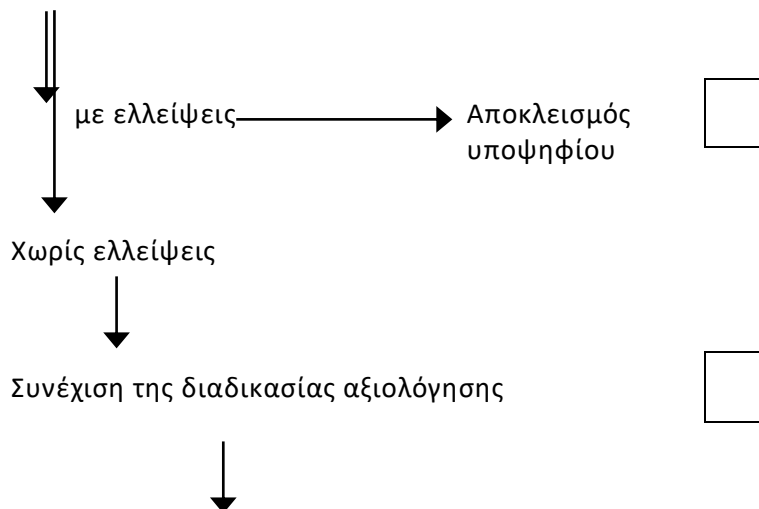 με ελλείψεις
Αποκλεισμός
υποψηφίου
Χωρίς ελλείψεις
Συνέχιση της διαδικασίας αξιολόγησης